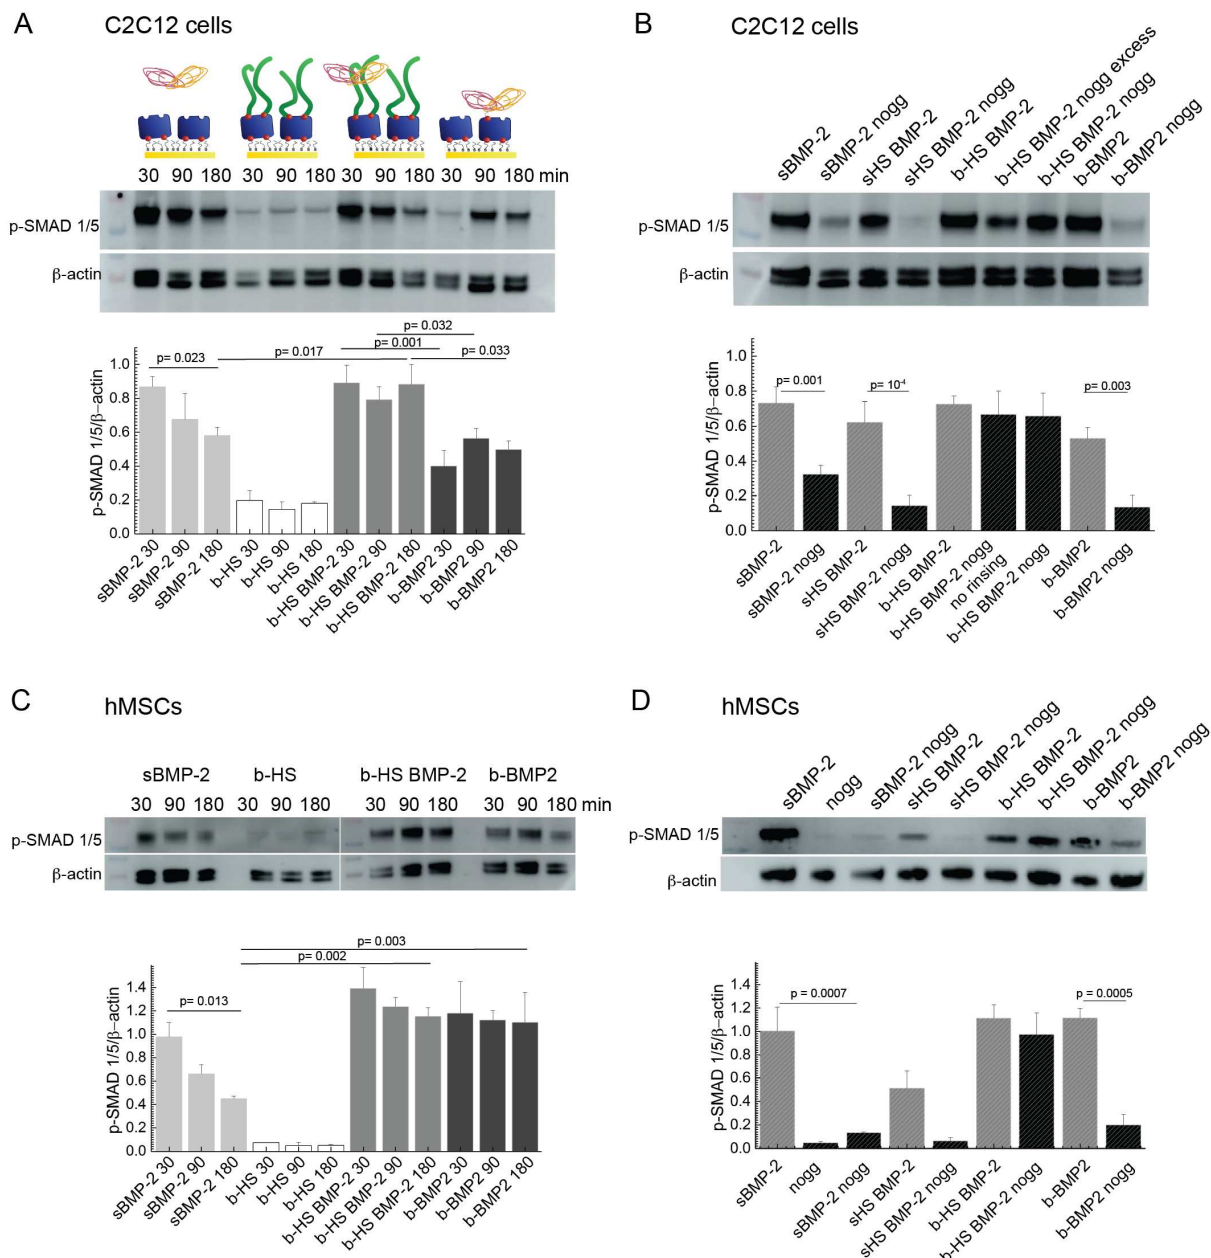 A
C2C12 cells
30 90 180 30 90 180 30 90 180 30 90 180 min
p-SMAD 1/5
β-actin
p= 0.032
p= 0.001
p= 0.023
p= 0.017
p= 0.033
p-SMAD 1/5/β−actin
1.0
0.8
0.6
0.4
0.2
0.0
sBMP-2 30
sBMP-2 90
sBMP-2 180
b-HS 30
b-HS 90
b-HS 180
b-HS BMP-2 30
b-HS BMP-2 90
b-HS BMP-2 180
b-BMP2 30
b-BMP2 90
b-BMP2 180
B
C2C12 cells
sBMP-2
sBMP-2 nogg
sHS BMP-2
sHS BMP-2 nogg
b-HS BMP-2
b-HS BMP-2 nogg excess
b-HS BMP-2 nogg
b-BMP2
b-BMP2 nogg
p-SMAD 1/5
β-actin
p= 0.001
p= 10⁻⁴
p= 0.003
p-SMAD 1/5/β−actin
1.0
0.8
0.6
0.4
0.2
0.0
sBMP-2
sBMP-2 nogg
sHS BMP-2
sHS BMP-2 nogg
b-HS BMP-2
b-HS BMP-2 nogg
no rinsing
b-HS BMP-2 nogg
b-BMP2
b-BMP2 nogg
C
hMSCs
sBMP-2 b-HS b-HS BMP-2 b-BMP2
30 90 180 30 90 180 30 90 180 30 90 180 min
p-SMAD 1/5
β-actin
p= 0.003
p= 0.002
p= 0.013
p-SMAD 1/5/β−actin
1.4
1.2
1.0
0.8
0.6
0.4
0.2
0.0
sBMP-2 30
sBMP-2 90
sBMP-2 180
b-HS 30
b-HS 90
b-HS 180
b-HS BMP-2 30
b-HS BMP-2 90
b-HS BMP-2 180
b-BMP2 30
b-BMP2 90
b-BMP2 180
D
hMSCs
sBMP-2
nogg
sBMP-2 nogg
sHS BMP-2
sHS BMP-2 nogg
b-HS BMP-2
b-HS BMP-2 nogg
b-BMP2
b-BMP2 nogg
p-SMAD 1/5
β-actin
p = 0.0007
p = 0.0005
p-SMAD 1/5/β−actin
1.4
1.2
1.0
0.8
0.6
0.4
0.2
0.0
sBMP-2
nogg
sBMP-2 nogg
sHS BMP-2
sHS BMP-2 nogg
b-HS BMP-2
b-HS BMP-2 nogg
b-BMP2
b-BMP2 nogg